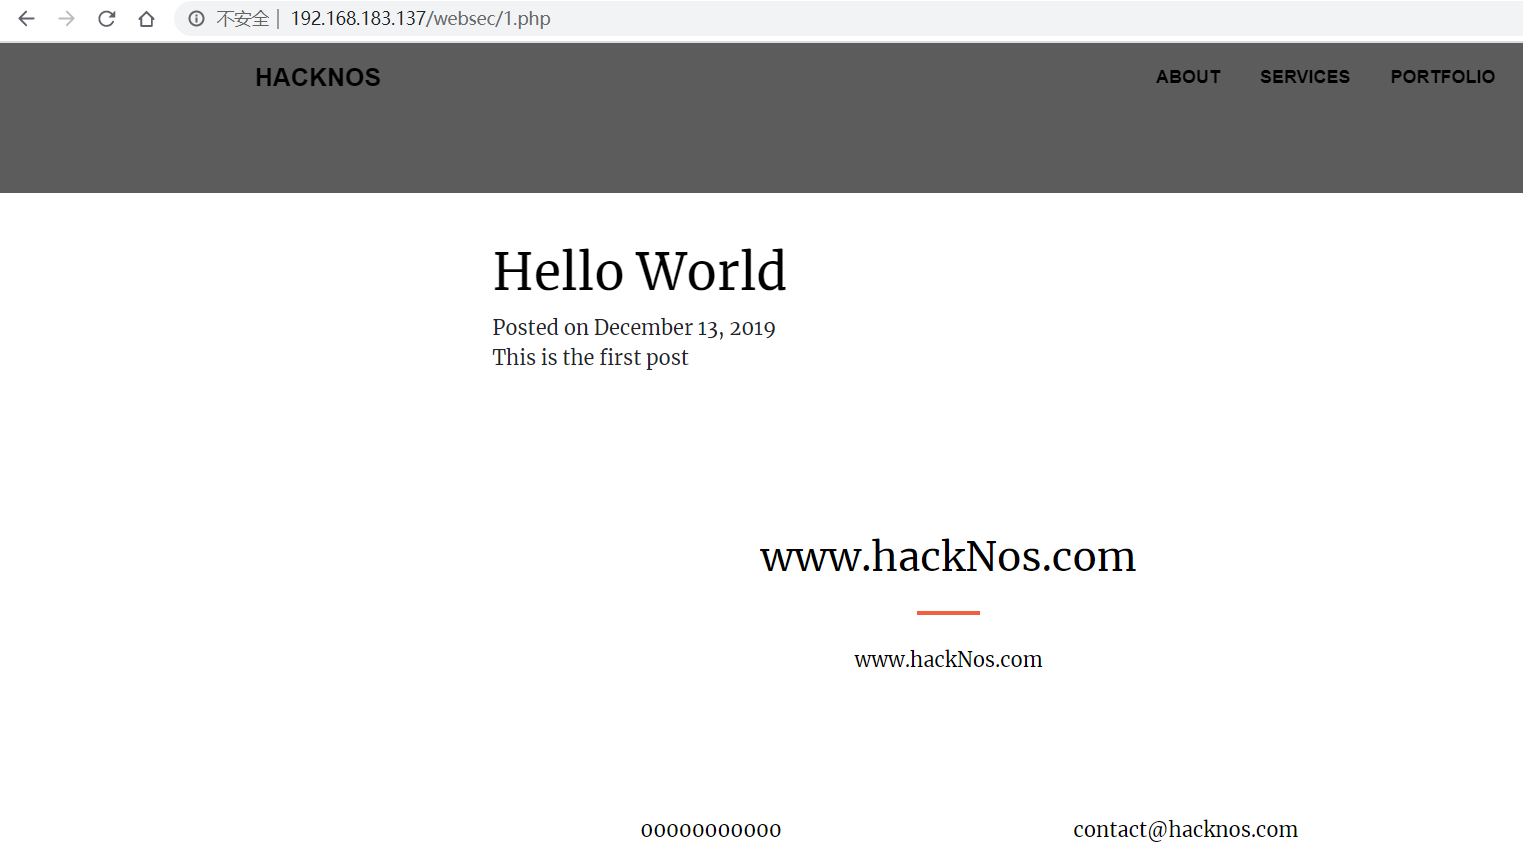 不安全 | 192.168.183.137/websec/1.php
HACKNOS ABOUT SERVICES PORTFOLIO
Hello World
Posted on December 13, 2019
This is the first post
www.hackNos.com
www.hackNos.com
00000000000 contact@hacknos.com